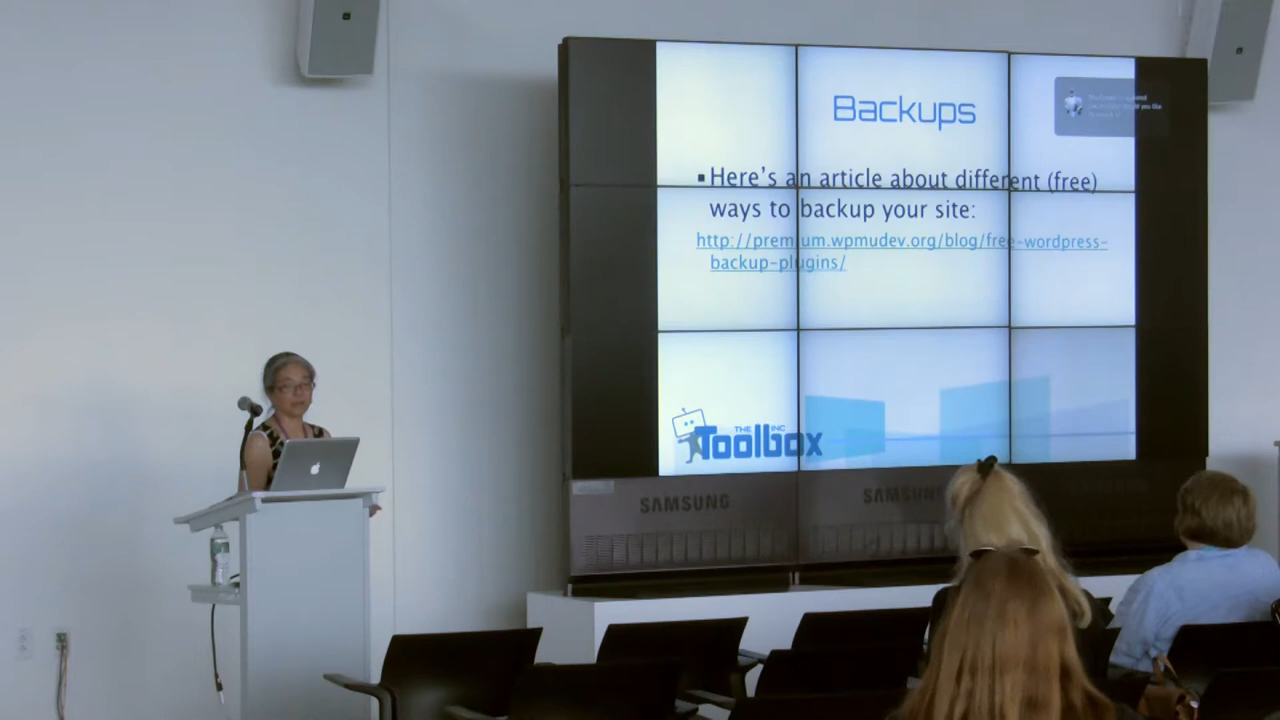 Backups
▪Here's an article about different (free)
ways to backup your site:
http://premium.wpmudev.org/blog/free-wordpress-
backup-plugins/
THE INC
Toolbox
SAMSUNG
SAMSUNG